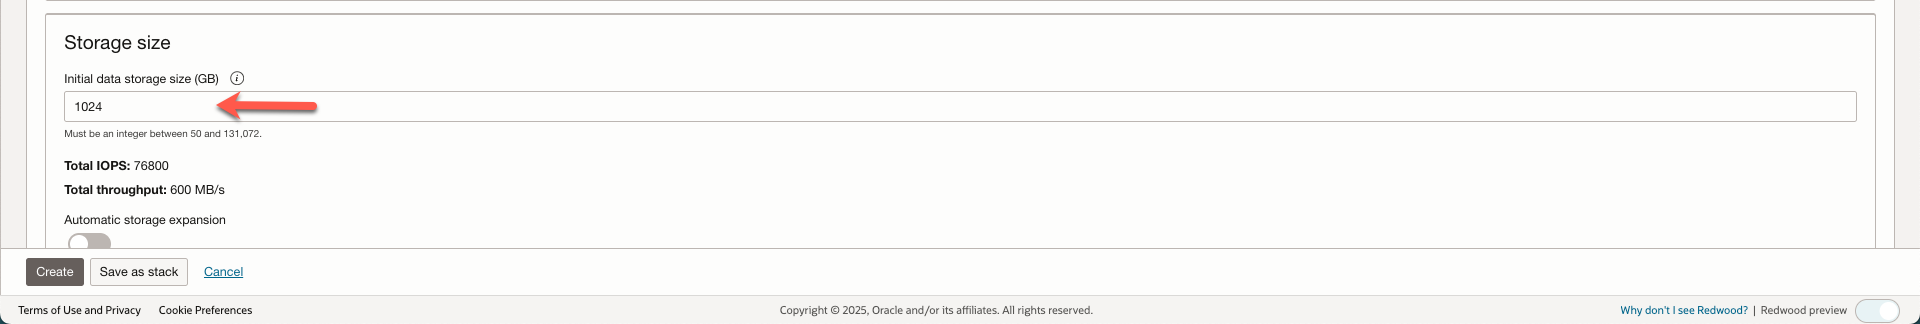 Storage size
Initial data storage size (GB) i
1024
Must be an integer between 50 and 131,072.
Total IOPS: 76800
Total throughput: 600 MB/s
Automatic storage expansion
Create Save as stack Cancel
Terms of Use and Privacy Cookie Preferences Copyright © 2025, Oracle and/or its affiliates. All rights reserved. Why don't I see Redwood? | Redwood preview